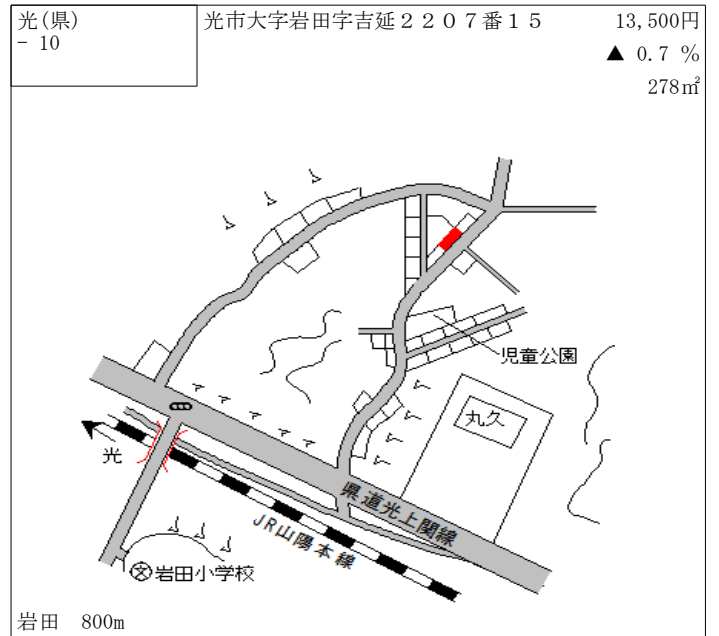 光(県)
- 10
光市大字岩田字吉延２２０７番１５
13,500円
▲ 0.7 %
278㎡
児童公園
丸久
光
県道光上関線
JR山陽本線
文岩田小学校
岩田 800m